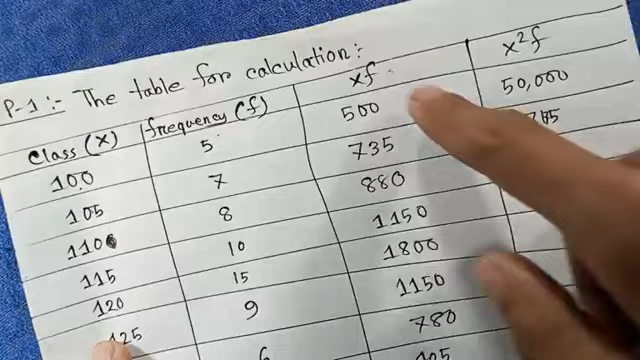 P-1:- The table for calculation:-
Class (x) frequency (f) xf x²f
100 5 500 50,000
105 7 735
110 8 880
115 10 1150
120 15 1800
125 9 1150
6 780